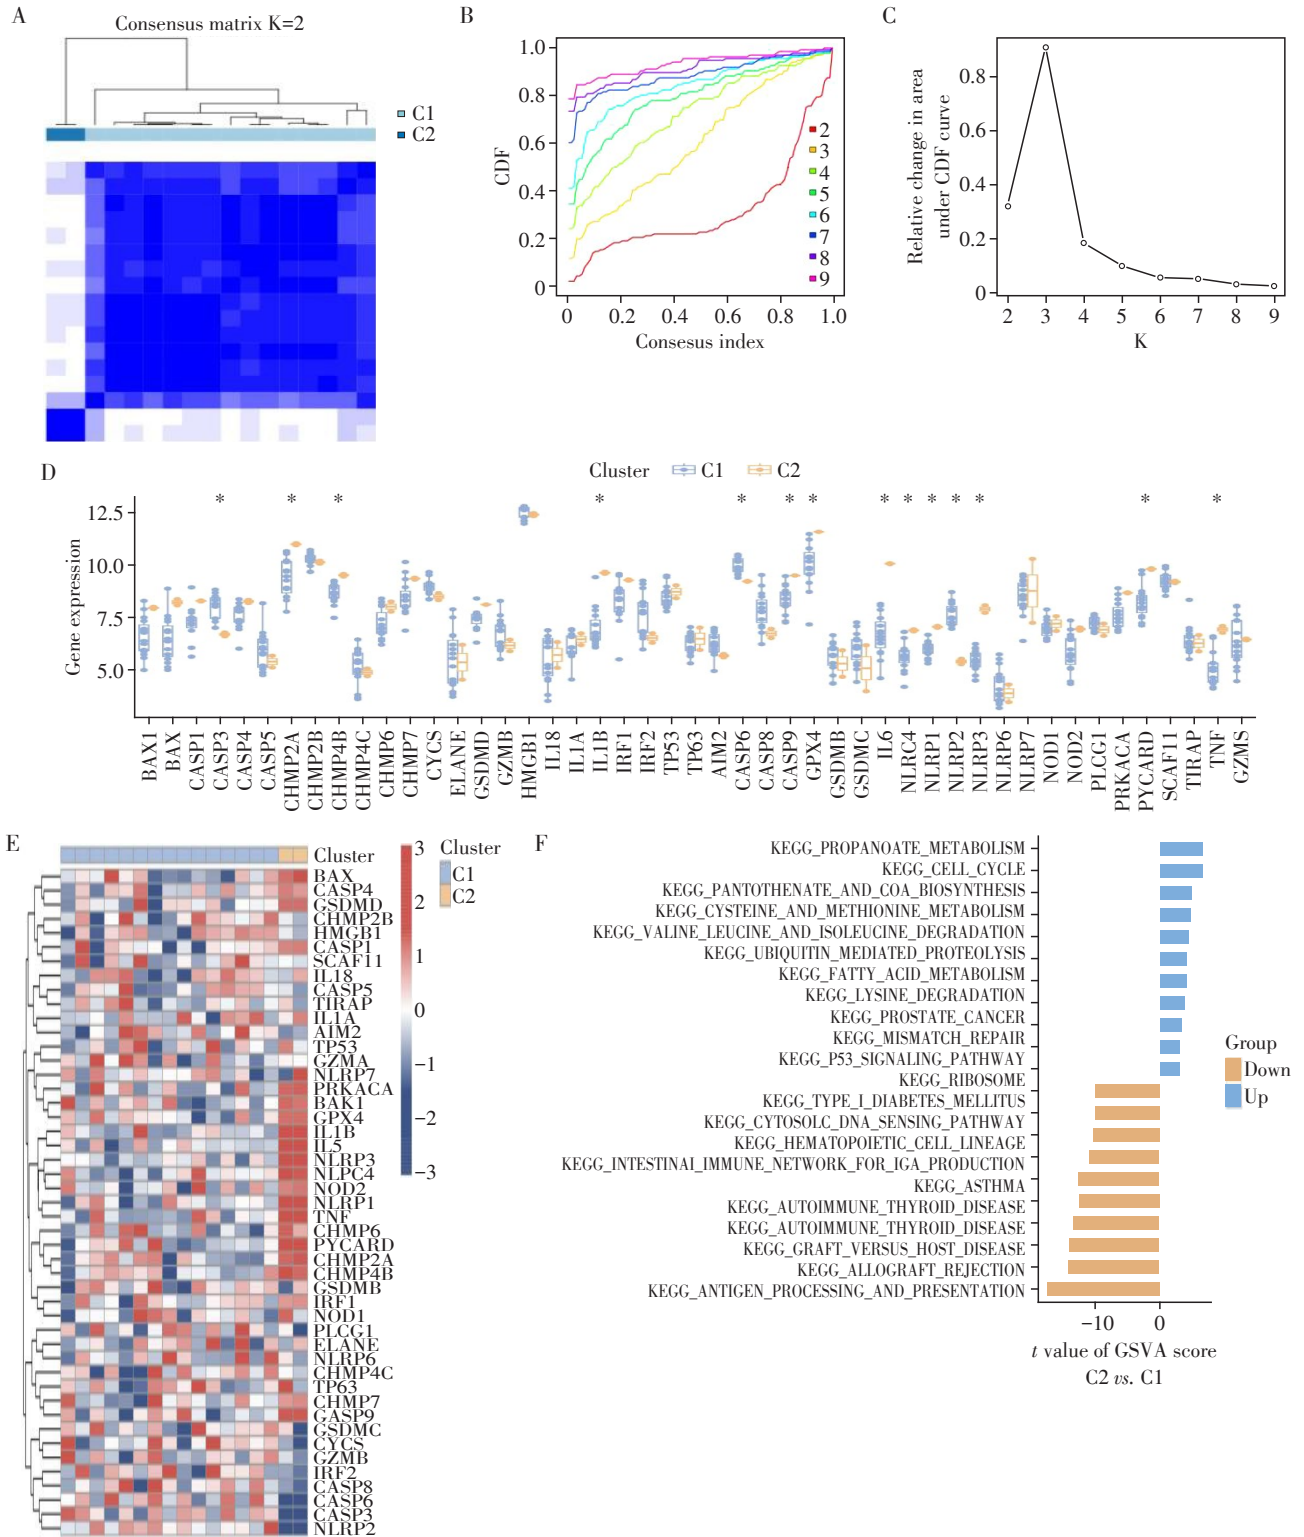 A
Consensus matrix K=2
C1
C2
B
CDF
1.0
0.8
0.6
0.4
0.2
0
0 0.2 0.4 0.6 0.8 1.0
Consesus index
2
3
4
5
6
7
8
9
C
Relative change in area
under CDF curve
0.8
0.6
0.4
0.2
0
2 3 4 5 6 7 8 9
K
D
Cluster C1 C2
Gene expression
12.5
10.0
7.5
5.0
* * * * * * * * * * * * * *
BAX1
BAX
CASP1
CASP3
CASP4
CASP5
CHMP2A
CHMP2B
CHMP4B
CHMP4C
CHMP6
CHMP7
CYCS
ELANE
GSDMD
GZMB
HMGB1
IL18
IL1A
IL1B
IRF1
IRF2
TP53
TP63
AIM2
CASP6
CASP8
CASP9
GPX4
GSDMB
GSDMC
IL6
NLRC4
NLRP1
NLRP2
NLRP3
NLRP6
NLRP7
NOD1
NOD2
PLCG1
PRKACA
PYCARD
SCAF11
TIRAP
TNF
GZMS
E
Cluster
BAX
CASP4
GSDMD
CHMP2B
HMGB1
CASP1
SCAF11
IL18
CASP5
TIRAP
IL1A
AIM2
TP53
GZMA
NLRP7
PRKACA
BAK1
GPX4
IL1B
IL5
NLRP3
NLPC4
NOD2
NLRP1
TNF
CHMP6
PYCARD
CHMP2A
CHMP4B
GSDMB
IRF1
NOD1
PLCG1
ELANE
NLRP6
CHMP4C
TP63
CHMP7
GASP9
GSDMC
CYCS
GZMB
IRF2
CASP8
CASP6
CASP3
NLRP2
3
2
1
0
−1
−2
−3
Cluster
C1
C2
F
KEGG_PROPANOATE_METABOLISM
KEGG_CELL_CYCLE
KEGG_PANTOTHENATE_AND_COA_BIOSYNTHESIS
KEGG_CYSTEINE_AND_METHIONINE_METABOLISM
KEGG_VALINE_LEUCINE_AND_ISOLEUCINE_DEGRADATION
KEGG_UBIQUITIN_MEDIATED_PROTEOLYSIS
KEGG_FATTY_ACID_METABOLISM
KEGG_LYSINE_DEGRADATION
KEGG_PROSTATE_CANCER
KEGG_MISMATCH_REPAIR
KEGG_P53_SIGNALING_PATHWAY
KEGG_RIBOSOME
KEGG_TYPE_I_DIABETES_MELLITUS
KEGG_CYTOSOLC_DNA_SENSING_PATHWAY
KEGG_HEMATOPOIETIC_CELL_LINEAGE
KEGG_INTESTINAI_IMMUNE_NETWORK_FOR_IGA_PRODUCTION
KEGG_ASTHMA
KEGG_AUTOIMMUNE_THYROID_DISEASE
KEGG_AUTOIMMUNE_THYROID_DISEASE
KEGG_GRAFT_VERSUS_HOST_DISEASE
KEGG_ALLOGRAFT_REJECTION
KEGG_ANTIGEN_PROCESSING_AND_PRESENTATION
−10 0
t value of GSVA score
C2 vs. C1
Group
Down
Up